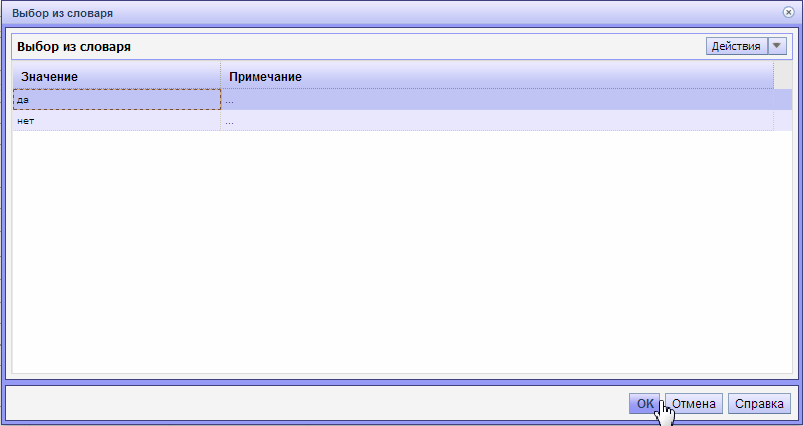 Выбор из словаря
Выбор из словаря Действия
Значение Примечание
да ...
нет ...
ОК Отмена Справка